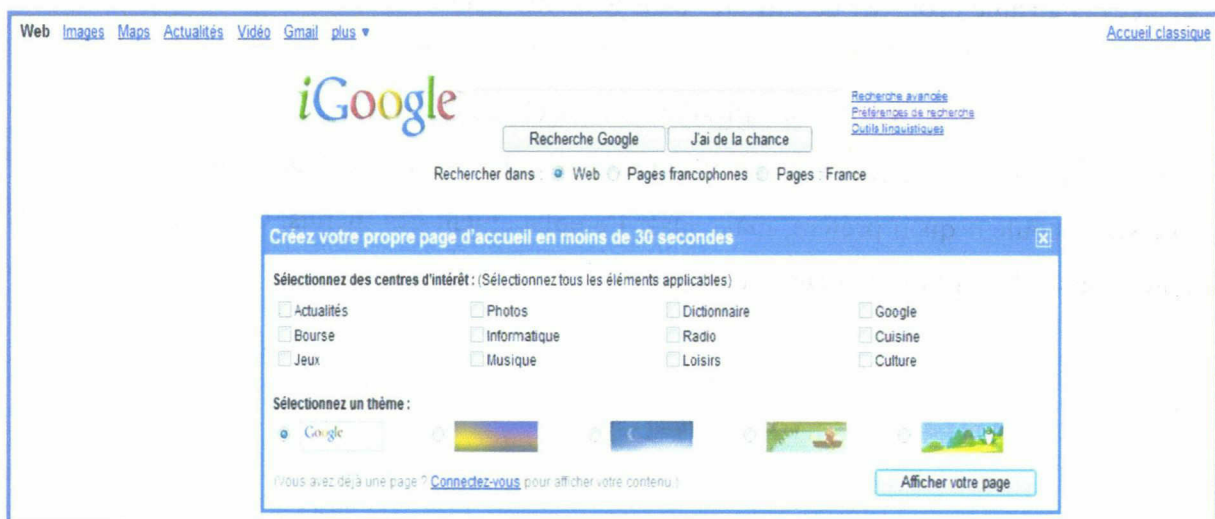 Web Images Maps Actualités Vidéo Gmail plus ▼ Accueil classique
iGoogle
Recherche avancée
Préférences de recherche
Outils linguistiques
Recherche Google J'ai de la chance
Rechercher dans : Web Pages francophones Pages : France
Créez votre propre page d'accueil en moins de 30 secondes
Sélectionnez des centres d'intérêt : (Sélectionnez tous les éléments applicables)
Actualités Photos Dictionnaire Google
Bourse Informatique Radio Cuisine
Jeux Musique Loisirs Culture
Sélectionnez un thème :
Google
(Vous avez déjà une page ? Connectez-vous pour afficher votre contenu.) Afficher votre page